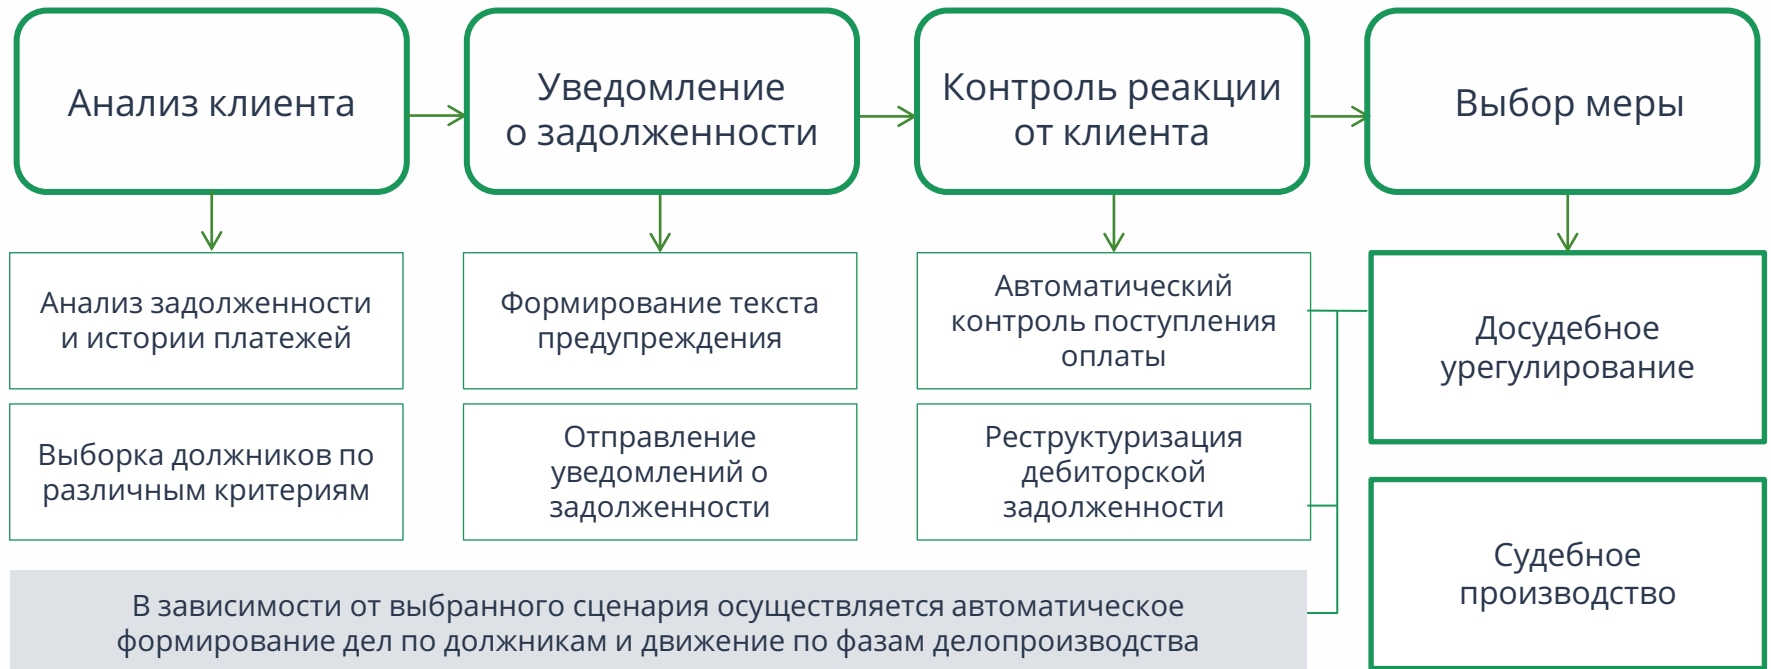 Анализ клиента
Уведомление
о задолженности
Контроль реакции
от клиента
Выбор меры
Анализ задолженности
и истории платежей
Формирование текста
предупреждения
Автоматический
контроль поступления
оплаты
Досудебное
урегулирование
Выборка должников по
различным критериям
Отправление
уведомлений о
задолженности
Реструктуризация
дебиторской
задолженности
Судебное
производство
В зависимости от выбранного сценария осуществляется автоматическое
формирование дел по должникам и движение по фазам делопроизводства